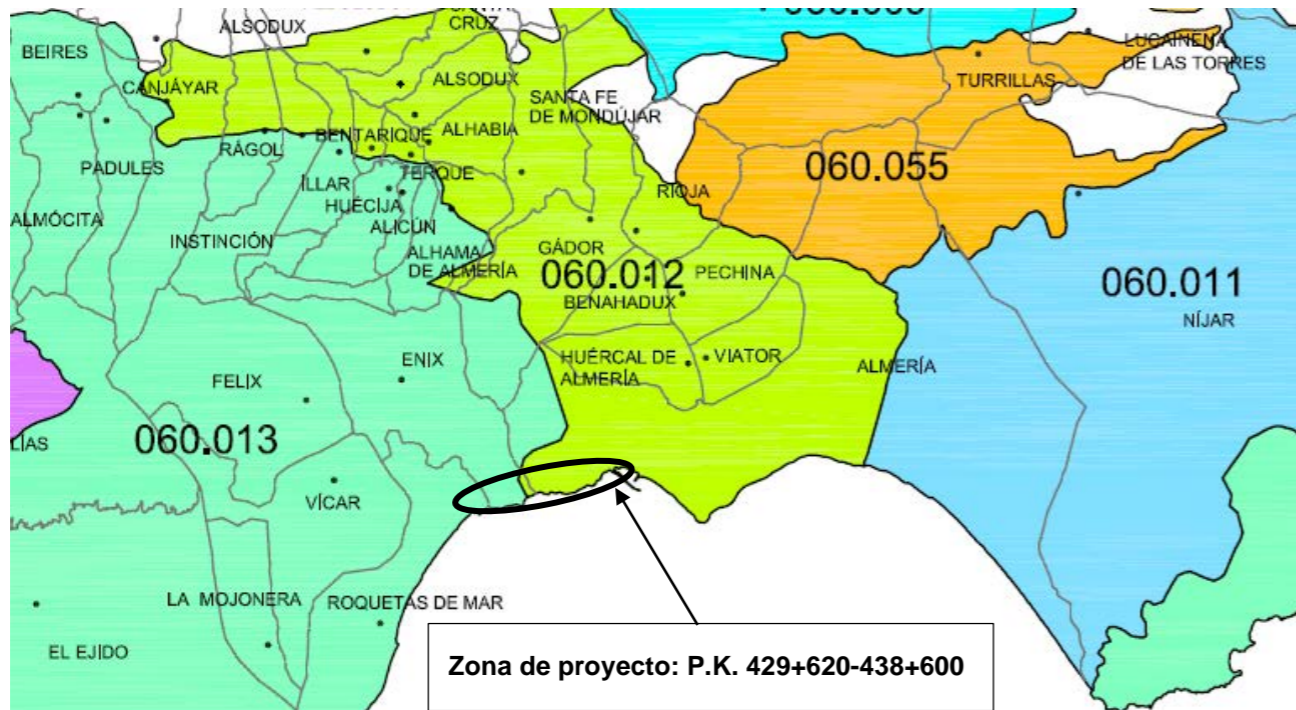 ALSODUX
CRUZ
BEIRES
CANJÁYAR
ALSODUX
SANTA FE
DE MONDÚJAR
TURRILLAS
LUCAINENA
DE LAS TORRES
BENTARIQUE
ALHABIA
RÁGOL
PADULES
TERQUE
ÍLLAR
HUÉCIJA
ALICÚN
RIOJA
060.055
ALMÓCITA
INSTINCIÓN
ALHAMA
DE ALMERÍA
GÁDOR
060.012
PECHINA
BENAHADUX
060.011
NÍJAR
ENIX
FELIX
HUÉRCAL DE
ALMERÍA
VIATOR
ALMERÍA
LÍAS
060.013
VÍCAR
LA MOJONERA
ROQUETAS DE MAR
EL EJIDO
Zona de proyecto: P.K. 429+620-438+600